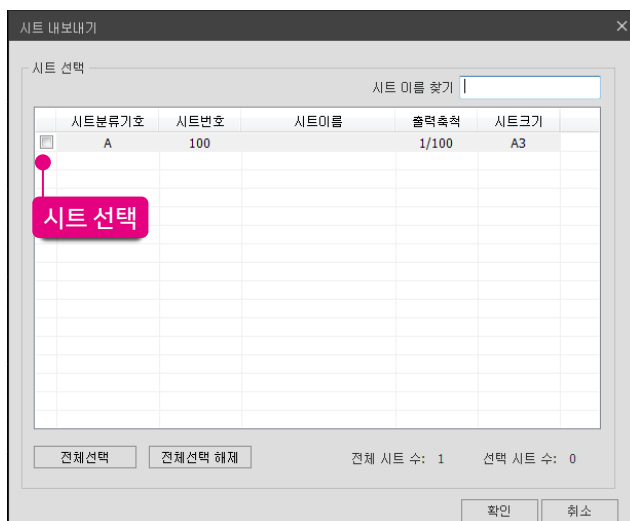 시트 내보내기
시트 선택
시트 이름 찾기
시트분류기호 시트번호 시트이름 출력축척 시트크기
A 100 1/100 A3
시트 선택
전체선택 전체선택 해제 전체 시트 수: 1 선택 시트 수: 0
확인 취소